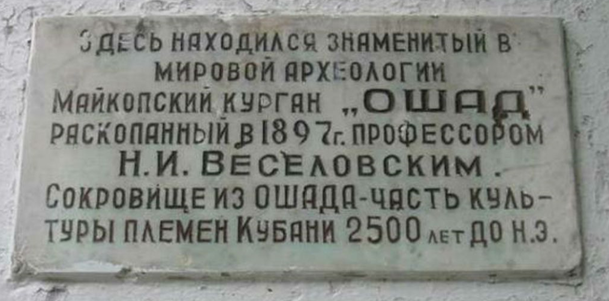 Здесь находился знаменитый в
мировой археологии
Майкопский курган „ОШАД”
раскопанный в 1897г. профессором
Н.И. Веселовским.
Сокровище из ОШАДА-часть куль-
туры племен Кубани 2500 лет до н.э.